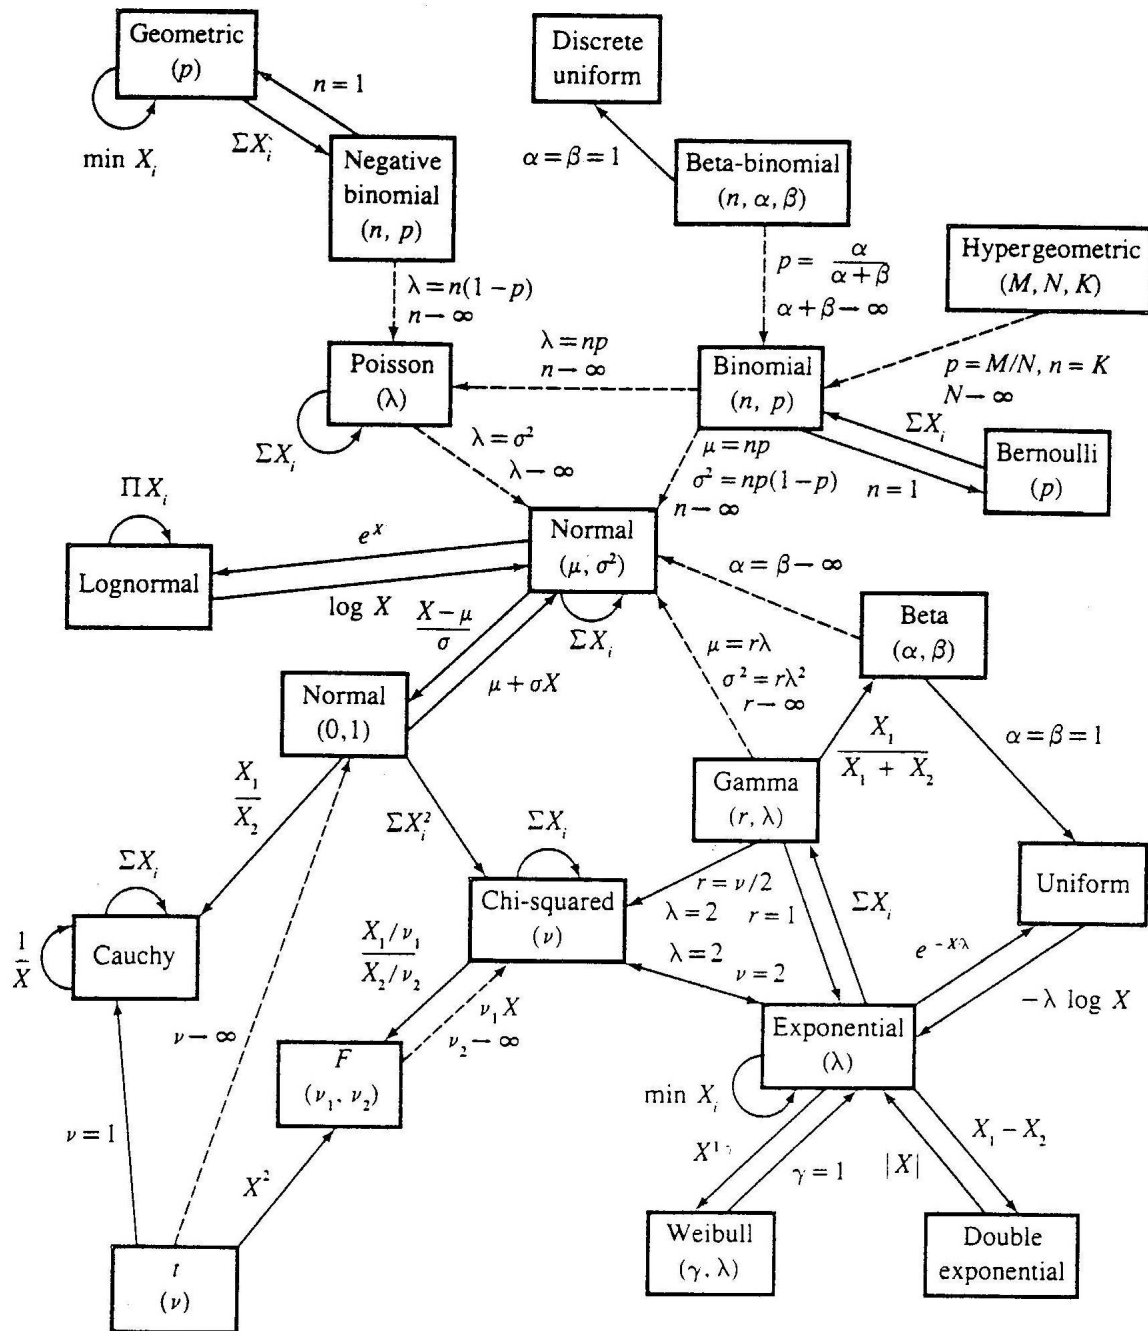 Geometric
(p)
n = 1
min X_i
ΣX_i
Negative
binomial
(n, p)
Discrete
uniform
α = β = 1
Beta-binomial
(n, α, β)
p = α / (α + β)
α + β → ∞
Hypergeometric
(M, N, K)
λ = n(1 − p)
n → ∞
Poisson
(λ)
ΣX_i
λ = np
n → ∞
Binomial
(n, p)
p = M/N, n = K
N → ∞
ΣX_i
Bernoulli
(p)
n = 1
λ = σ²
λ → ∞
μ = np
σ² = np(1 − p)
n → ∞
ΠX_i
Lognormal
e^X
log X
Normal
(μ, σ²)
ΣX_i
α = β → ∞
Beta
(α, β)
(X − μ) / σ
μ + σX
μ = rλ
σ² = rλ²
r → ∞
Normal
(0, 1)
X_1 / (X_1 + X_2)
α = β = 1
Gamma
(r, λ)
X_1 / X_2
ΣX_i²
ΣX_i
ΣX_i
Cauchy
1 / X
Chi-squared
(ν)
r = ν/2
λ = 2
r = 1
ΣX_i
Uniform
(X_1/ν_1) / (X_2/ν_2)
λ = 2
ν = 2
e^{−Xλ}
−λ log X
ν → ∞
ν_1X
ν_2 → ∞
F
(ν_1, ν_2)
Exponential
(λ)
min X_i
ν = 1
X²
X^{1/γ}
γ = 1
|X|
X_1 − X_2
t
(ν)
Weibull
(γ, λ)
Double
exponential